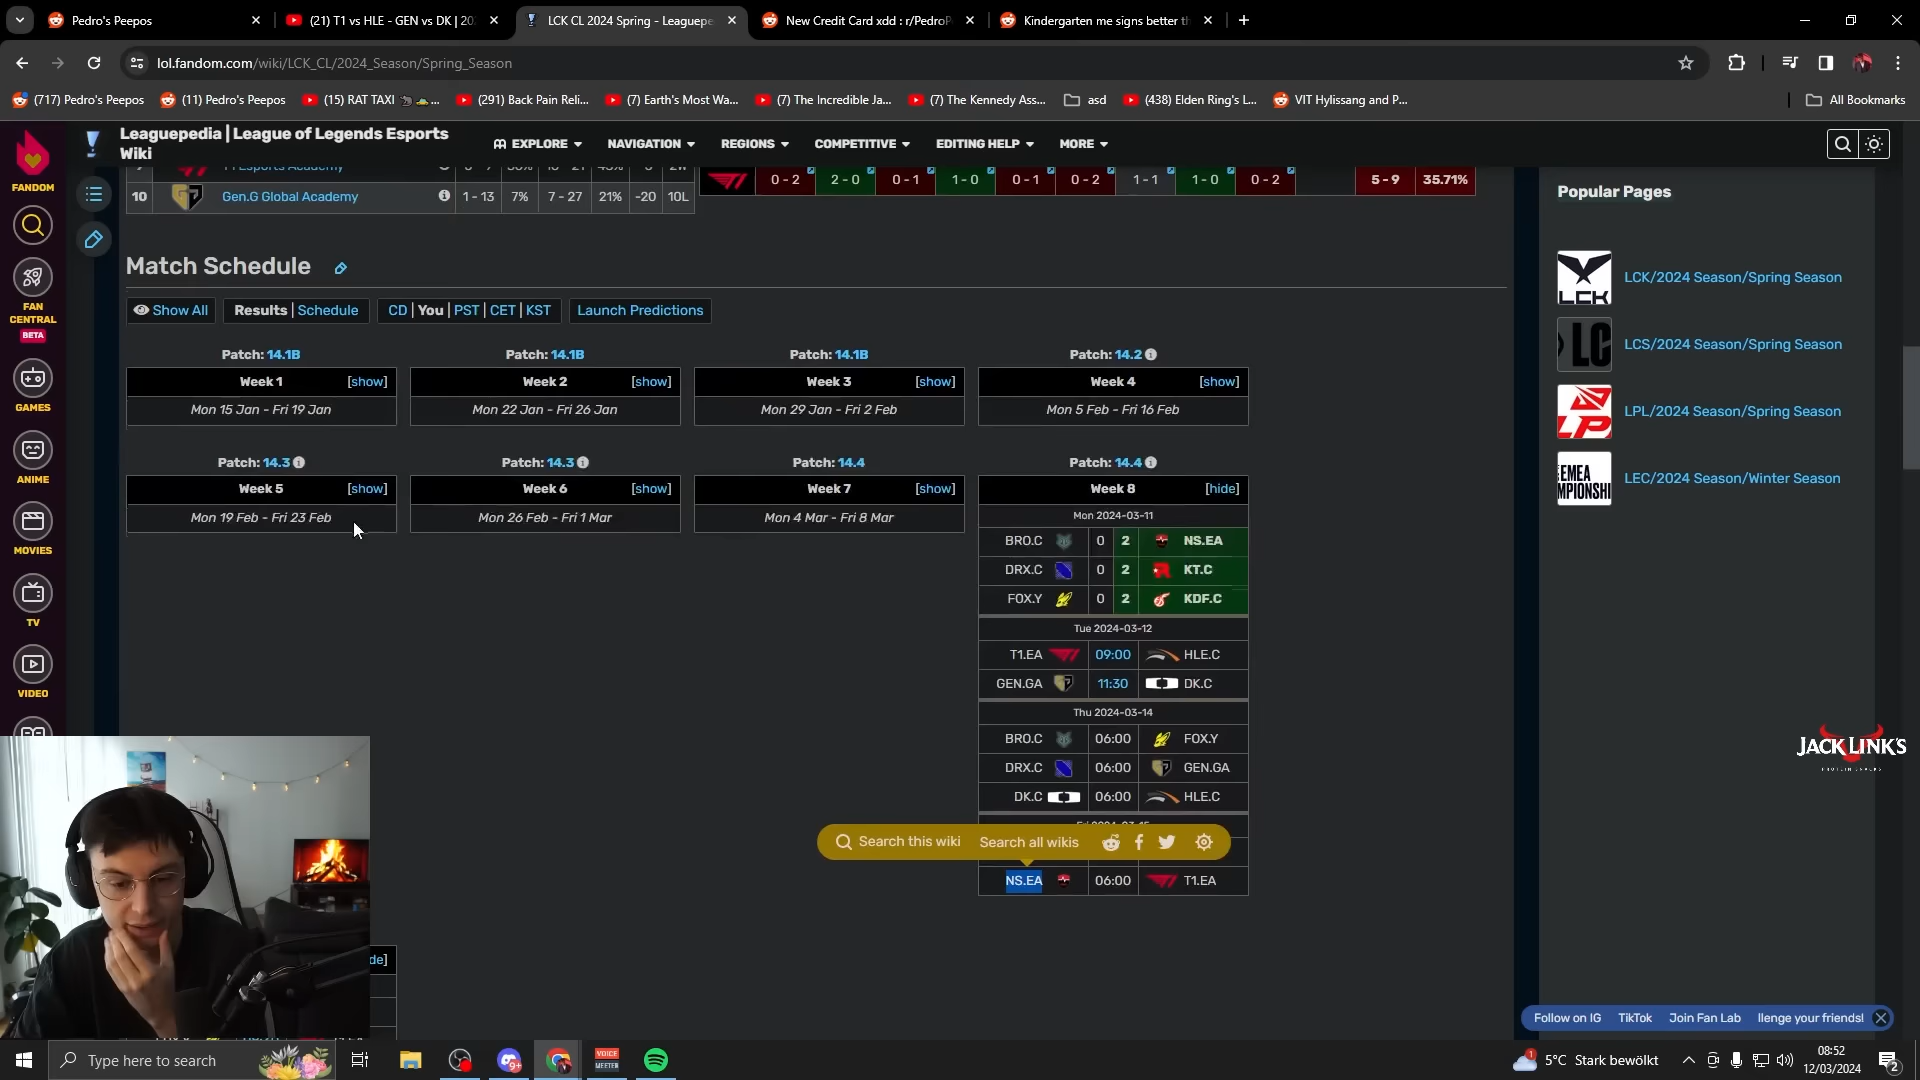 Pedro's Peepos
(21) T1 vs HLE - GEN vs DK | 202
LCK CL 2024 Spring - Leaguepe
New Credit Card xdd : r/PedroP
Kindergarten me signs better th
lol.fandom.com/wiki/LCK_CL/2024_Season/Spring_Season
(717) Pedro's Peepos
(11) Pedro's Peepos
(15) RAT TAXI ...
(291) Back Pain Reli...
(7) Earth's Most Wa...
(7) The Incredible Ja...
(7) The Kennedy Ass...
asd
(438) Elden Ring's L...
VIT Hylissang and P...
All Bookmarks
Leaguepedia | League of Legends Esports
Wiki
EXPLORE
NAVIGATION
REGIONS
COMPETITIVE
EDITING HELP
MORE
FANDOM
FAN
CENTRAL
BETA
GAMES
ANIME
MOVIES
TV
VIDEO
0 - 2 2 - 0 0 - 1 1 - 0 0 - 1 0 - 2 1 - 1 1 - 0 0 - 2 5 - 9 35.71%
10 Gen.G Global Academy 1 - 13 7% 7 - 27 21% -20 10L
Match Schedule
Show All
Results | Schedule
CD | You | PST | CET | KST
Launch Predictions
Patch: 14.1B
Week 1 [show]
Mon 15 Jan - Fri 19 Jan
Patch: 14.1B
Week 2 [show]
Mon 22 Jan - Fri 26 Jan
Patch: 14.1B
Week 3 [show]
Mon 29 Jan - Fri 2 Feb
Patch: 14.2
Week 4 [show]
Mon 5 Feb - Fri 16 Feb
Patch: 14.3
Week 5 [show]
Mon 19 Feb - Fri 23 Feb
Patch: 14.3
Week 6 [show]
Mon 26 Feb - Fri 1 Mar
Patch: 14.4
Week 7 [show]
Mon 4 Mar - Fri 8 Mar
Patch: 14.4
Week 8 [hide]
Mon 2024-03-11
BRO.C 0 2 NS.EA
DRX.C 0 2 KT.C
FOX.Y 0 2 KDF.C
Tue 2024-03-12
T1.EA 09:00 HLE.C
GEN.GA 11:30 DK.C
Thu 2024-03-14
BRO.C 06:00 FOX.Y
DRX.C 06:00 GEN.GA
DK.C 06:00 HLE.C
Search this wiki
Search all wikis
NS.EA 06:00 T1.EA
de]
Popular Pages
LCK
LCK/2024 Season/Spring Season
LC
LCS/2024 Season/Spring Season
LP
LPL/2024 Season/Spring Season
EMEA
MPIONSHI
LEC/2024 Season/Winter Season
JACK LINK'S
Follow on IG
TikTok
Join Fan Lab
llenge your friends!
Type here to search
9+
VOICE
MEETER
1
5°C Stark bewölkt
08:52
12/03/2024
2